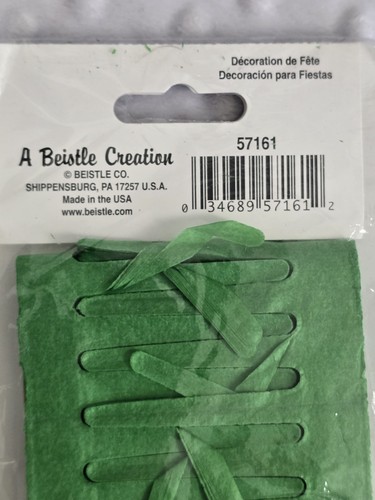 Décoration de Fête
Decoración para Fiestas
57161
A Beistle Creation
© BEISTLE CO.
SHIPPENSBURG, PA 17257 U.S.A.
Made in the USA
www.beistle.com
0 34689 57161 2